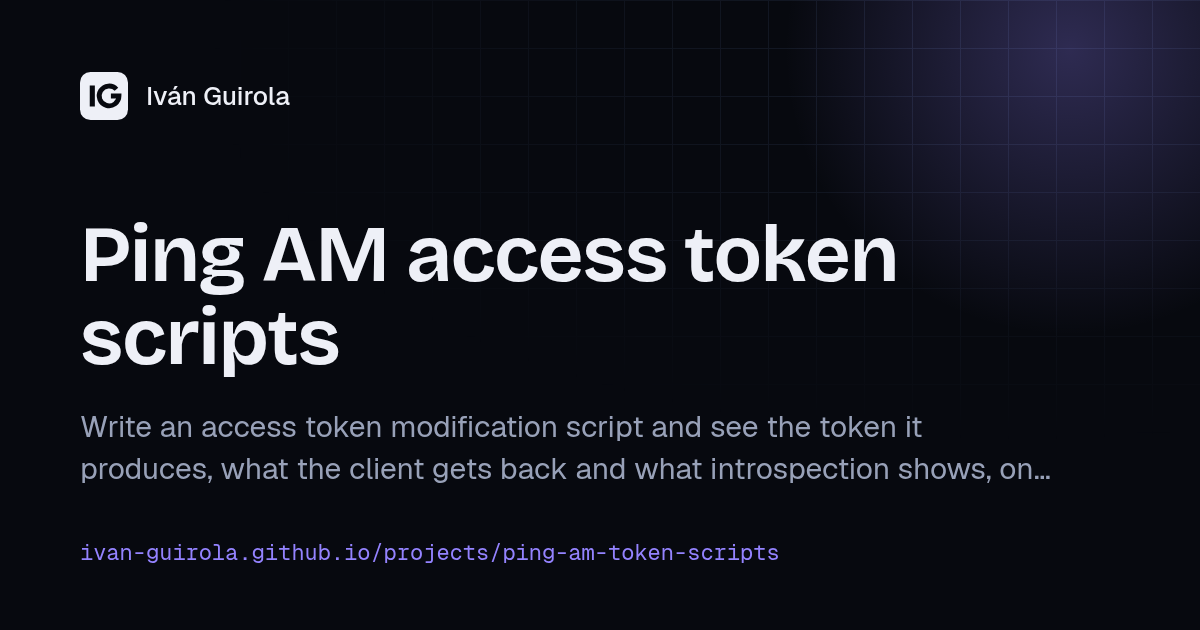 IG
Iván Guirola
Ping AM access token
scripts
Write an access token modification script and see the token it
produces, what the client gets back and what introspection shows, on…
ivan-guirola.github.io/projects/ping-am-token-scripts